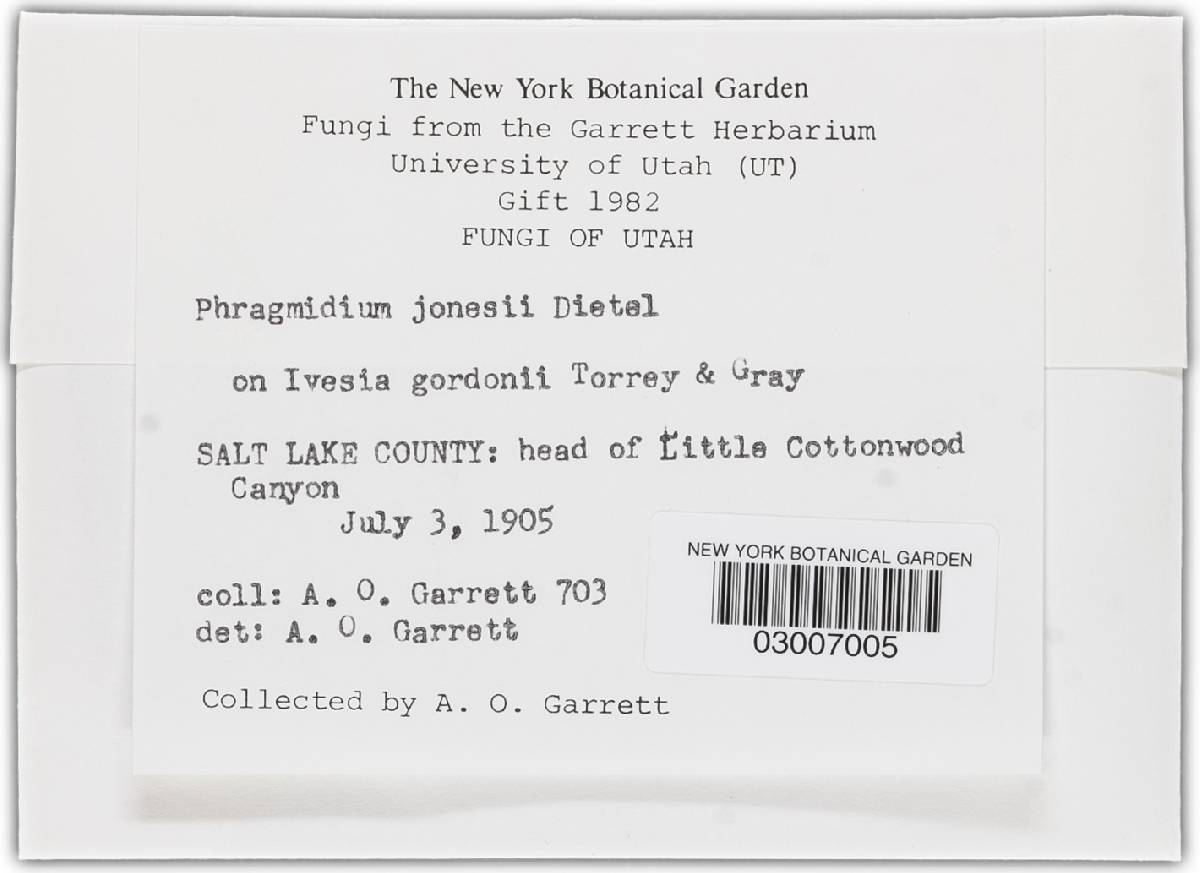 The New York Botanical Garden
Fungi from the Garrett Herbarium
University of Utah (UT)
Gift 1982
FUNGI OF UTAH
Phragmidium jonesii Dietel
on Ivesia gordonii Torrey & Gray
SALT LAKE COUNTY: head of Little Cottonwood
Canyon
July 3, 1905
coll: A. O. Garrett 703
det: A. O. Garrett
Collected by A. O. Garrett
NEW YORK BOTANICAL GARDEN
03007005